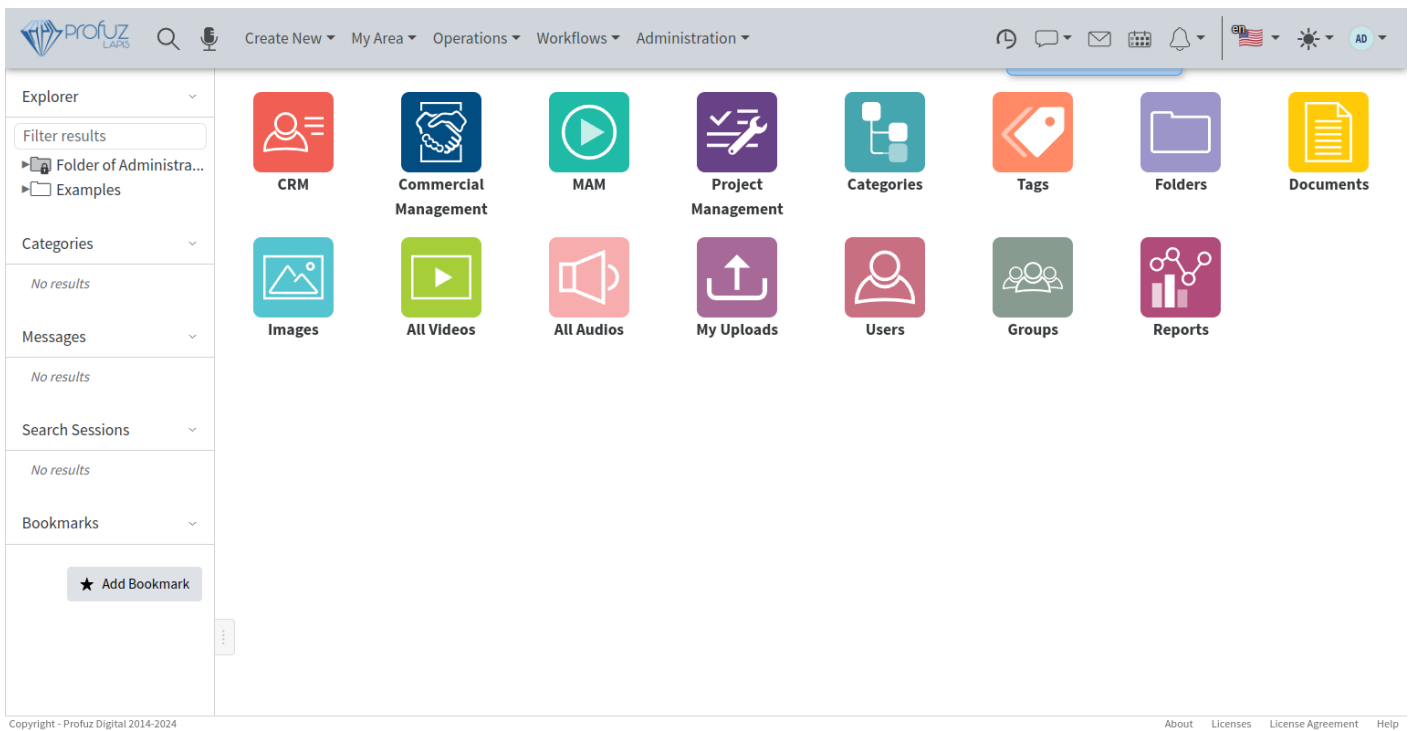 PROFUZ
LAPIS
Create New
My Area
Operations
Workflows
Administration
en
AD
Explorer
Filter results
Folder of Administra...
Examples
Categories
No results
Messages
No results
Search Sessions
No results
Bookmarks
Add Bookmark
CRM
Commercial
Management
MAM
Project
Management
Categories
Tags
Folders
Documents
Images
All Videos
All Audios
My Uploads
Users
Groups
Reports
Copyright - Profuz Digital 2014-2024
About
Licenses
License Agreement
Help